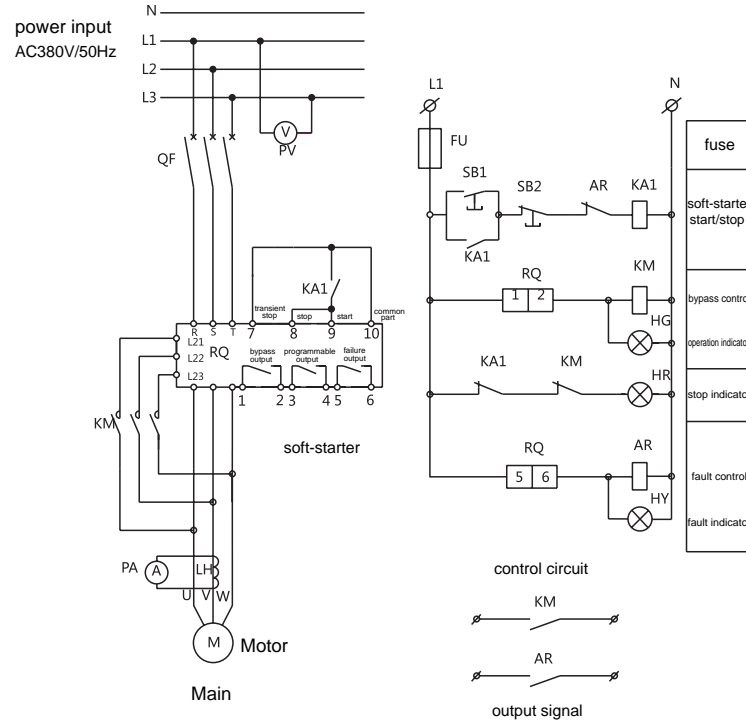 power input
AC380V/50Hz
N
L1
L2
L3
V
PV
QF
KA1
transient
stop
stop
start
common
part
R S T 7 8 9 10
L21
L22
L23
RQ
bypass
output
programmable
output
failure
output
1 2 3 4 5 6
KM
soft-starter
PA
A
LH
U V W
M
Motor
Main
L1
N
FU
SB1
SB2
AR
KA1
KA1
RQ
1 2
KM
HG
KA1
KM
HR
RQ
5 6
AR
HY
fuse
soft-starte
start/stop
bypass contro
operation indicato
stop indicato
fault control
fault indicato
control circuit
KM
AR
output signal